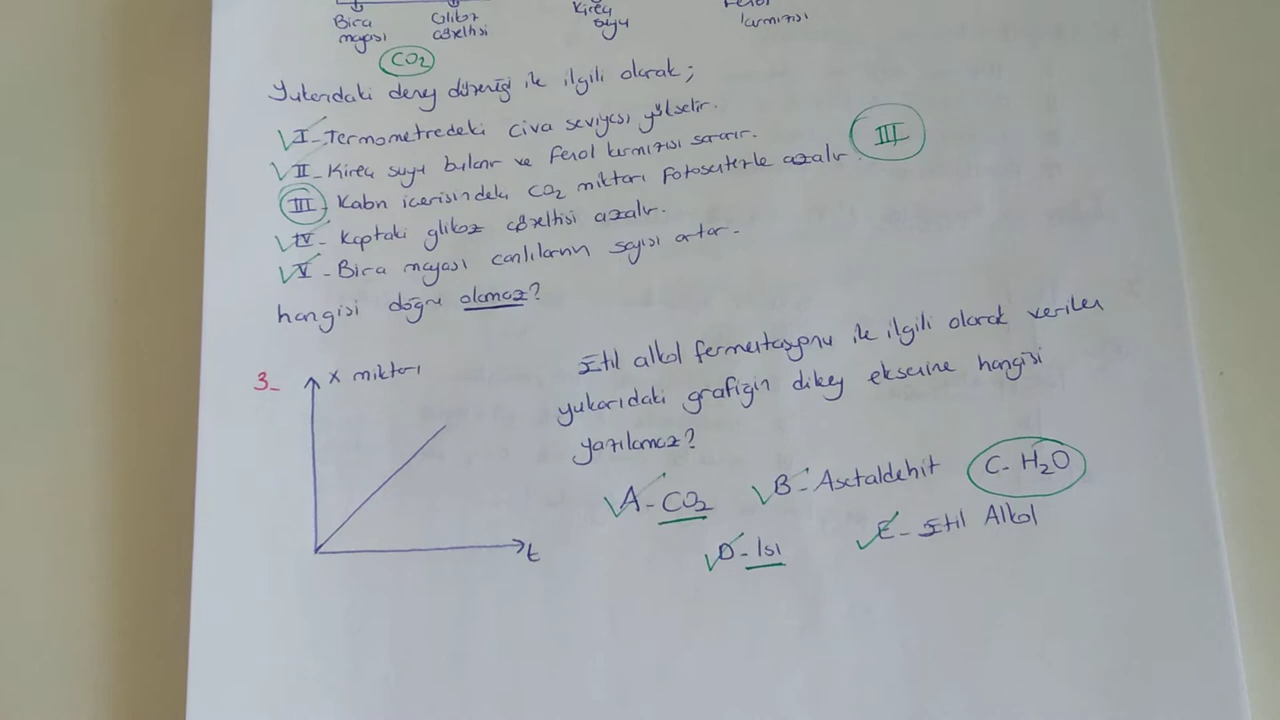 Bira
mayası
Glikoz
çözeltisi
Kireç
suyu
Fenol
kırmızısı
CO2
Yukarıdaki deney düzeneği ile ilgili olarak;
I- Termometredeki civa seviyesi yükselir.
II- Kireç suyu bulanır ve fenol kırmızısı sararır.
III- Kabın içerisindeki CO2 miktarı fotosentezle azalır.
III
IV- Kaptaki glikoz çözeltisi azalır.
V- Bira mayası canlılarının sayısı artar.
hangisi doğru olamaz?
3-
X miktarı
t
Etil alkol fermentasyonu ile ilgili olarak verilen
yukarıdaki grafiğin dikey eksenine hangisi
yazılamaz?
A- CO2 B- Asetaldehit C- H2O
D- Isı E- Etil Alkol